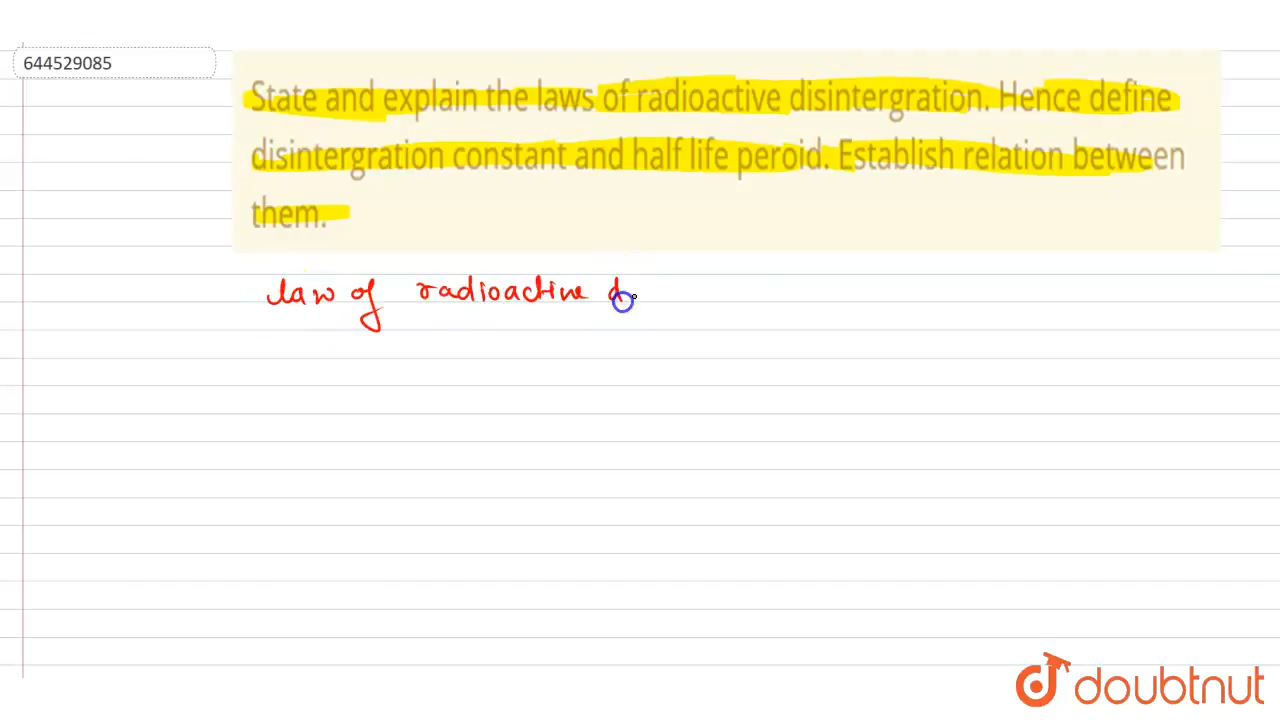 644529085
State and explain the laws of radioactive disintergration. Hence define
disintergration constant and half life peroid. Establish relation between
them.
law of radioactive d
doubtnut